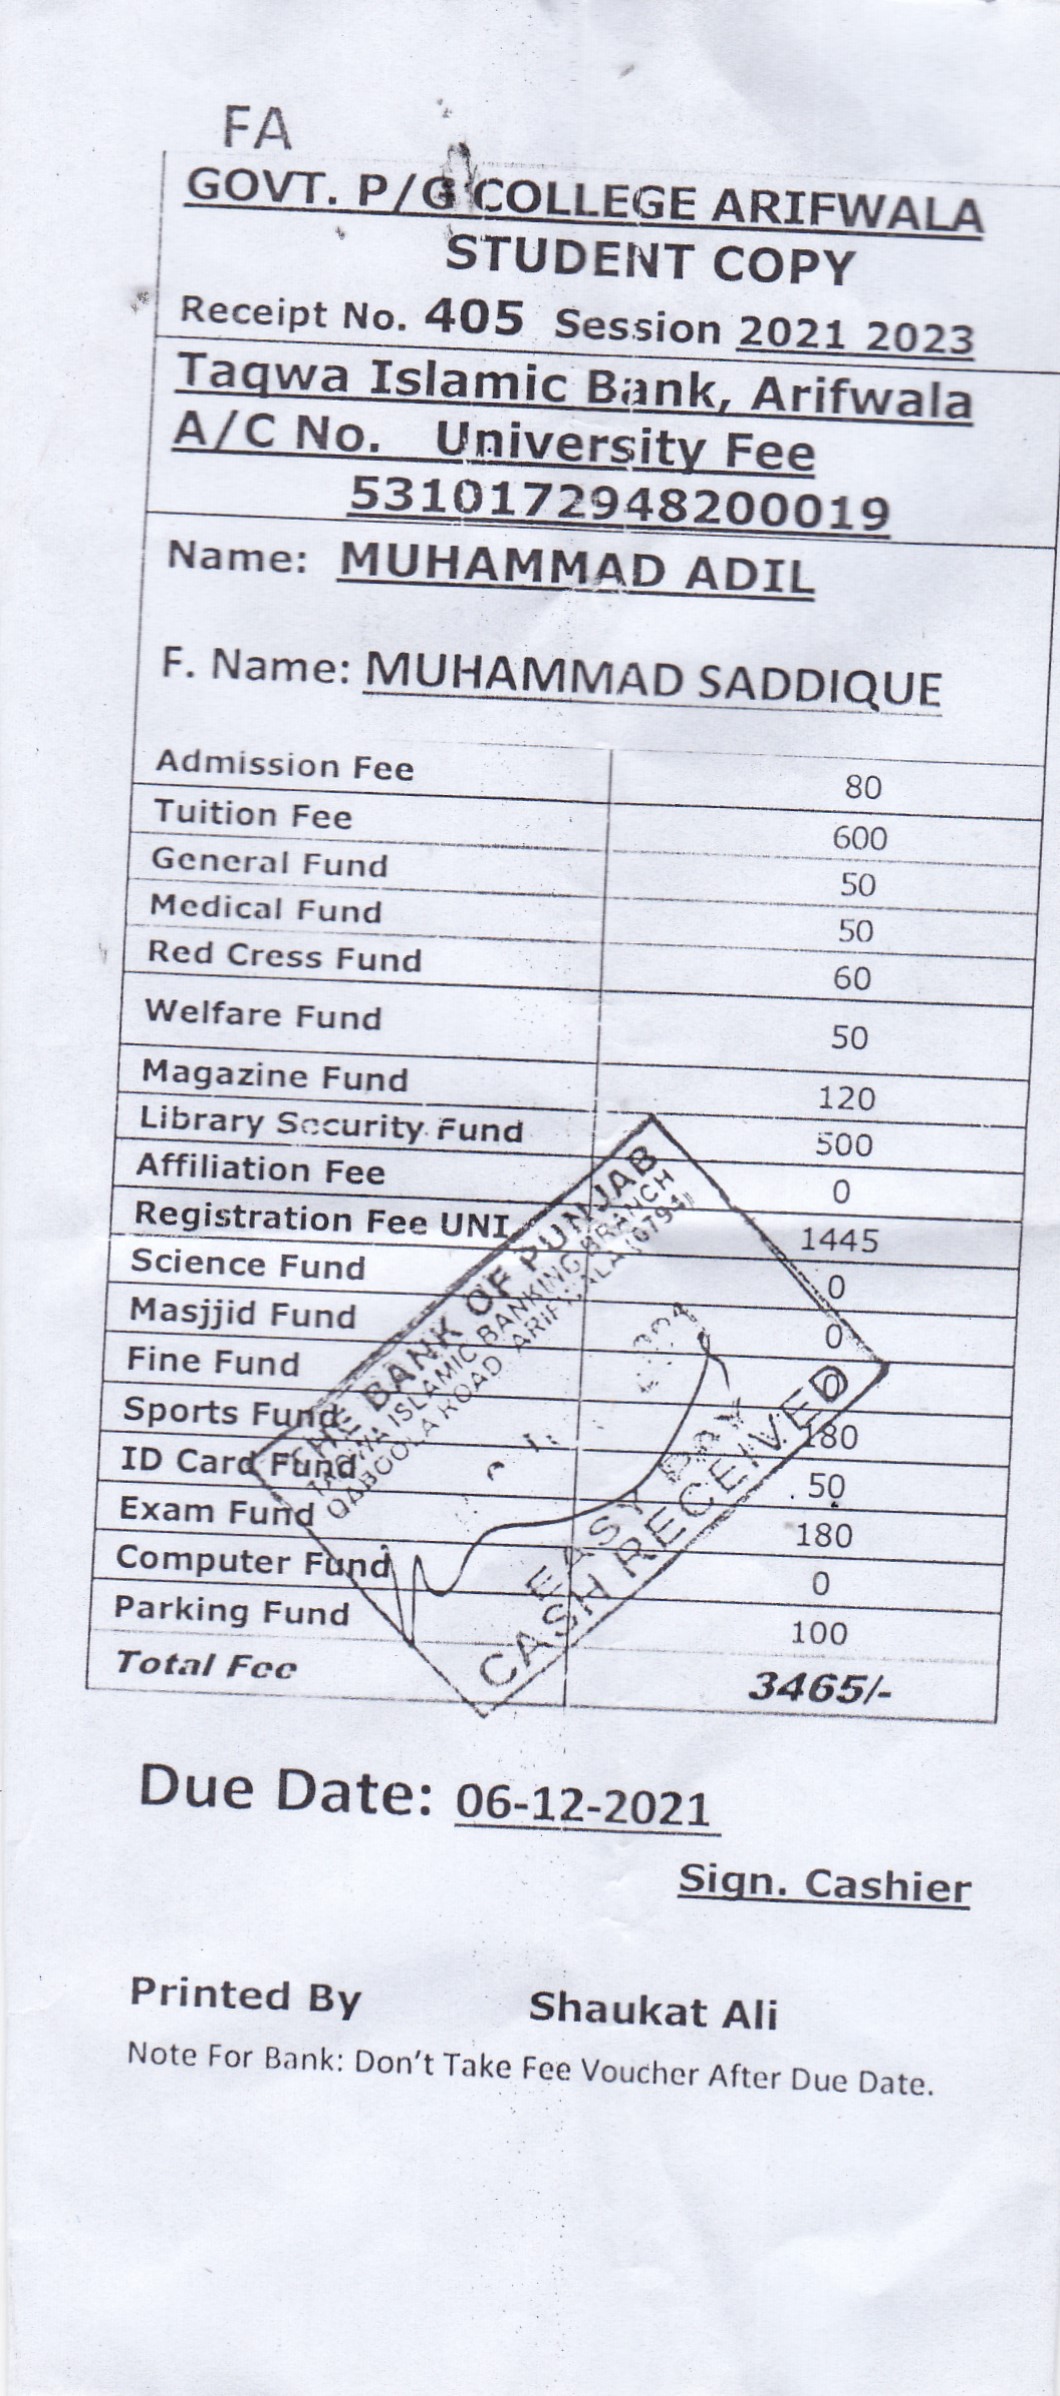 FA
GOVT. P/G COLLEGE ARIFWALA
STUDENT COPY
Receipt No. 405 Session 2021 2023
Taqwa Islamic Bank, Arifwala
A/C No. University Fee
5310172948200019
Name: MUHAMMAD ADIL
F. Name: MUHAMMAD SADDIQUE
Admission Fee 80
Tuition Fee 600
General Fund 50
Medical Fund 50
Red Cress Fund 60
Welfare Fund 50
Magazine Fund 120
Library Security Fund 500
Affiliation Fee 0
Registration Fee UNI 1445
Science Fund 0
Masjjid Fund 0
Fine Fund 0
Sports Fund 180
ID Card Fund 50
Exam Fund 180
Computer Fund 0
Parking Fund 100
Total Fee 3465/-
THE BANK OF PUNJAB
TAQWA ISLAMIC BANKING BRANCH
QABOOLA ROAD ARIFWALA (0794)
EASY PAY
CASH RECEIVED
Due Date: 06-12-2021
Sign. Cashier
Printed By Shaukat Ali
Note For Bank: Don't Take Fee Voucher After Due Date.